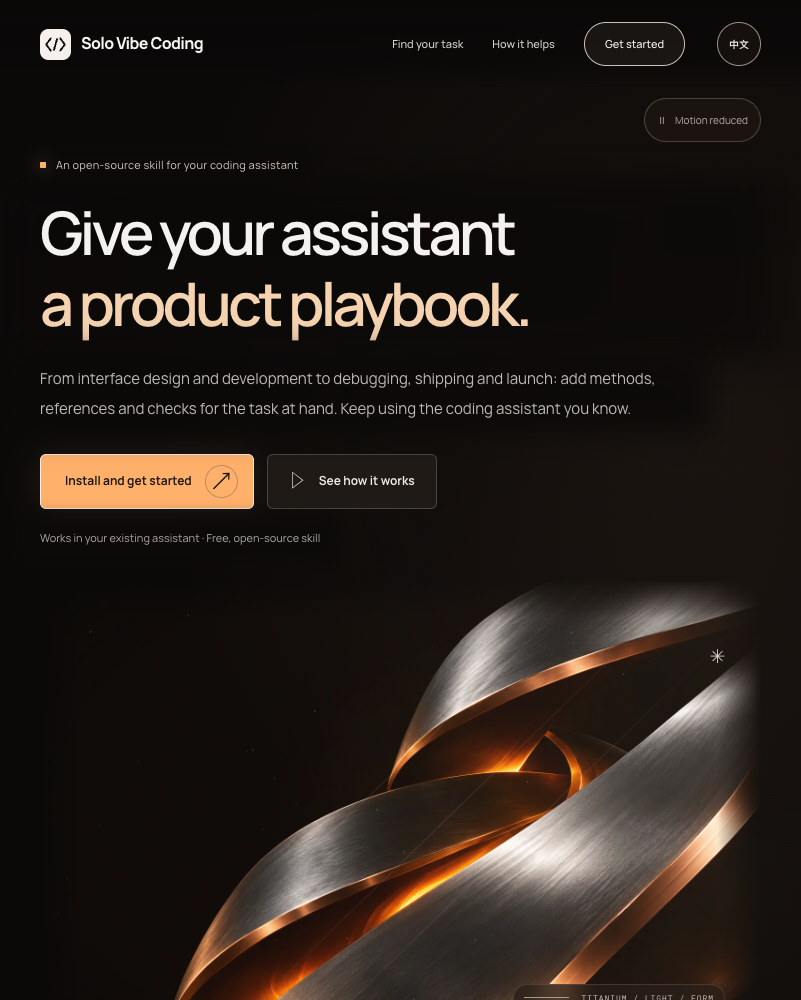 Solo Vibe Coding
Find your task
How it helps
Get started
中文
Motion reduced
An open-source skill for your coding assistant
Give your assistant
a product playbook.
From interface design and development to debugging, shipping and launch: add methods,
references and checks for the task at hand. Keep using the coding assistant you know.
Install and get started
See how it works
Works in your existing assistant · Free, open-source skill
TITANIUM / LIGHT / FORM